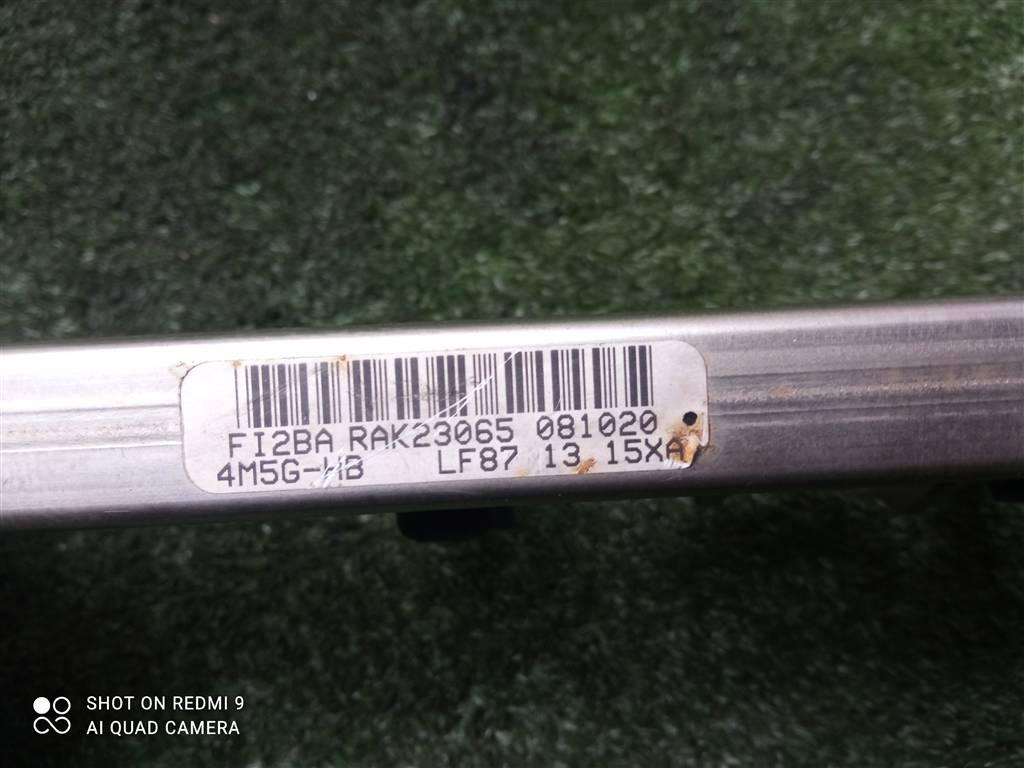 FI2BA RAK23065 081020
LF87 13 15XA
SHOT ON REDMI 9
AI QUAD CAMERA